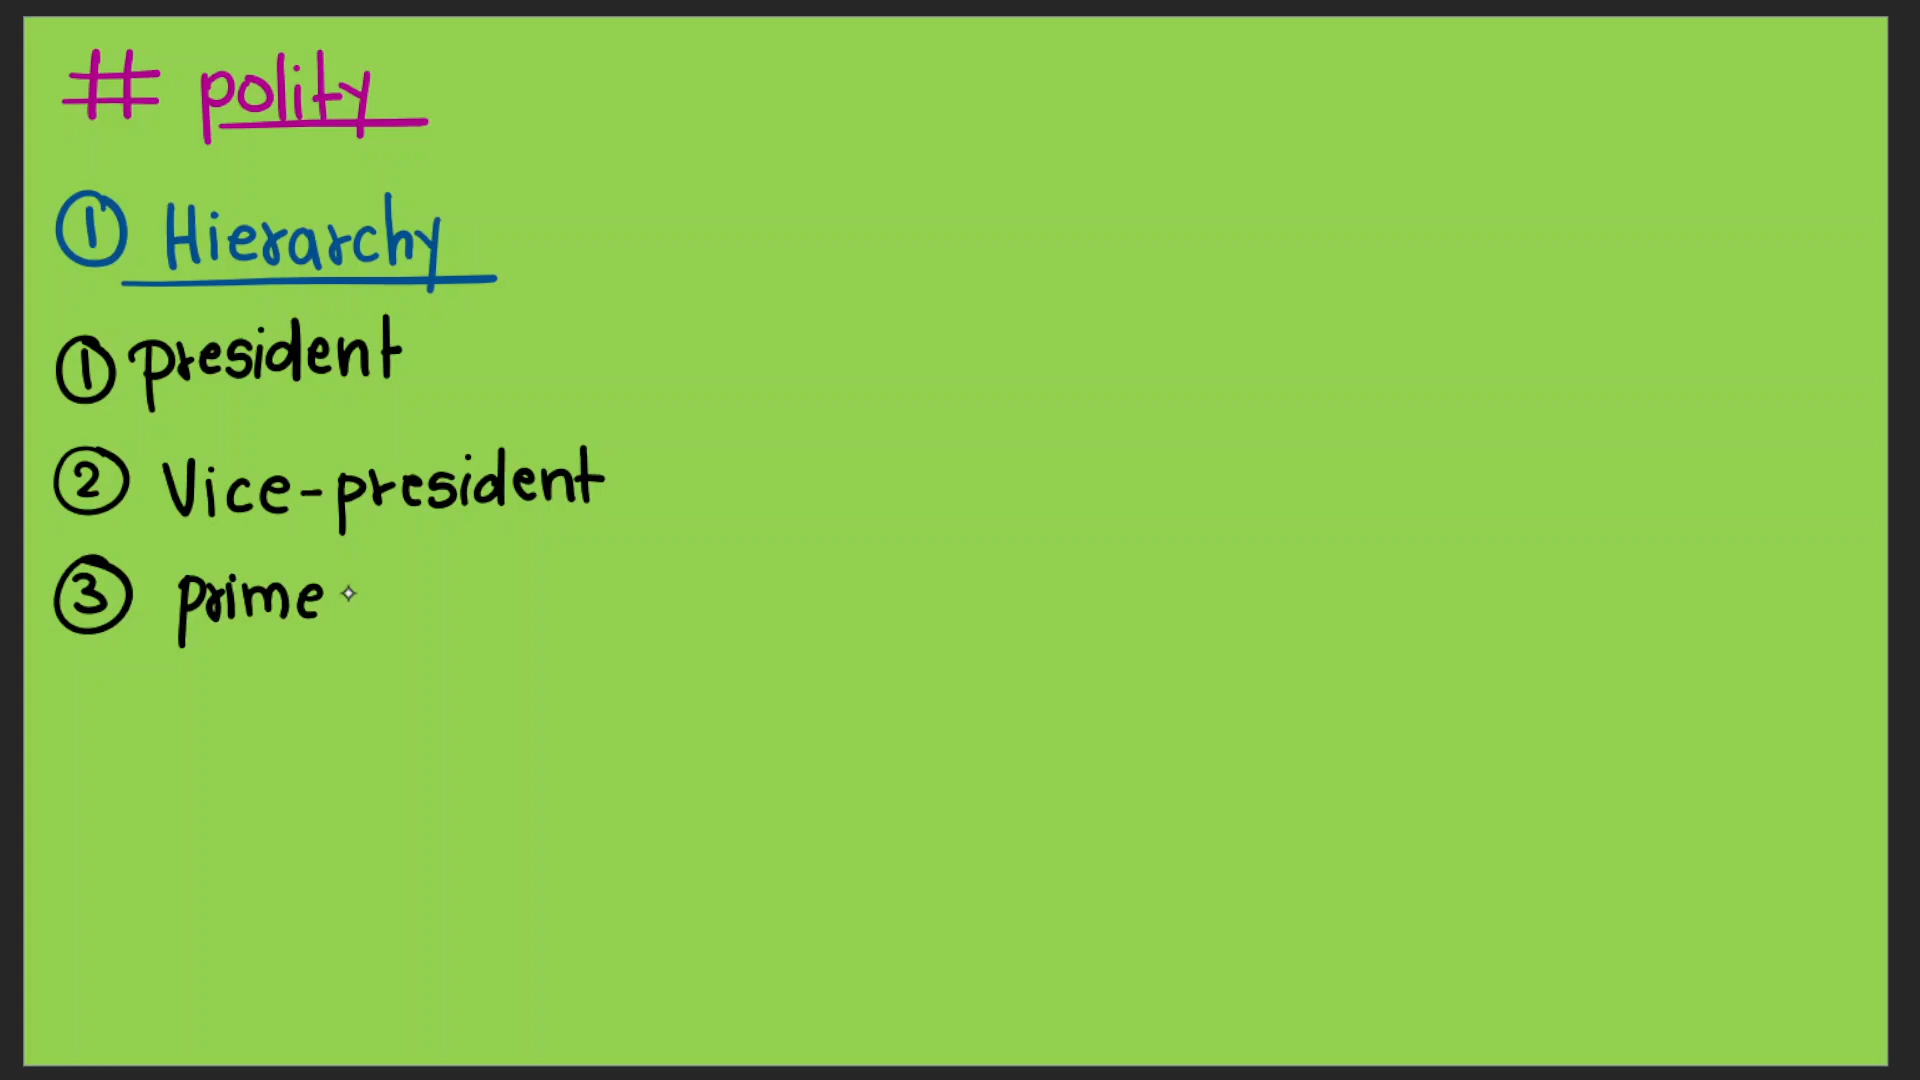 # polity
① Hierarchy
① president
② Vice-president
③ prime